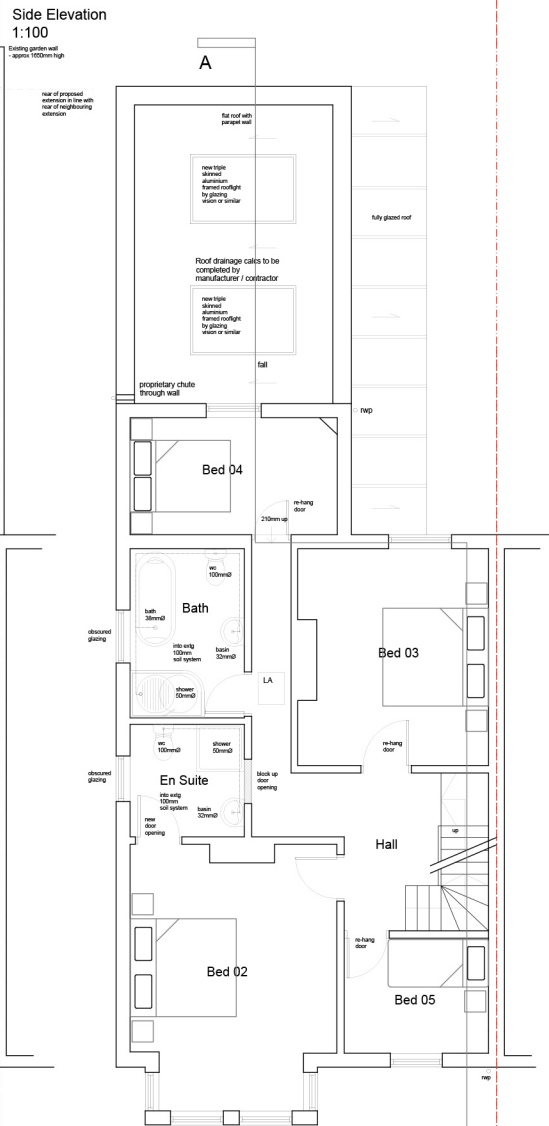 Side Elevation
1:100
Existing garden wall
- approx 1650mm high
A
rear of proposed
extension in line with
rear of neighbouring
extension
flat roof with
parapet wall
new triple
skinned
aluminium
framed rooflight
by glazing
vision or similar
fully glazed roof
Roof drainage calcs to be
completed by
manufacturer / contractor
new triple
skinned
aluminium
framed rooflight
by glazing
vision or similar
fall
proprietary chute
through wall
rwp
Bed 04
re-hang
door
210mm up
wc
100mmØ
Bath
bath
38mmØ
obscured
glazing
into extg
100mm
soil system
basin
32mmØ
Bed 03
LA
shower
50mmØ
wc
100mmØ
shower
50mmØ
re-hang
door
obscured
glazing
En Suite
block up
door
opening
into extg
100mm
soil system
basin
32mmØ
new
door
opening
up
Hall
re-hang
door
Bed 02
Bed 05
rwp